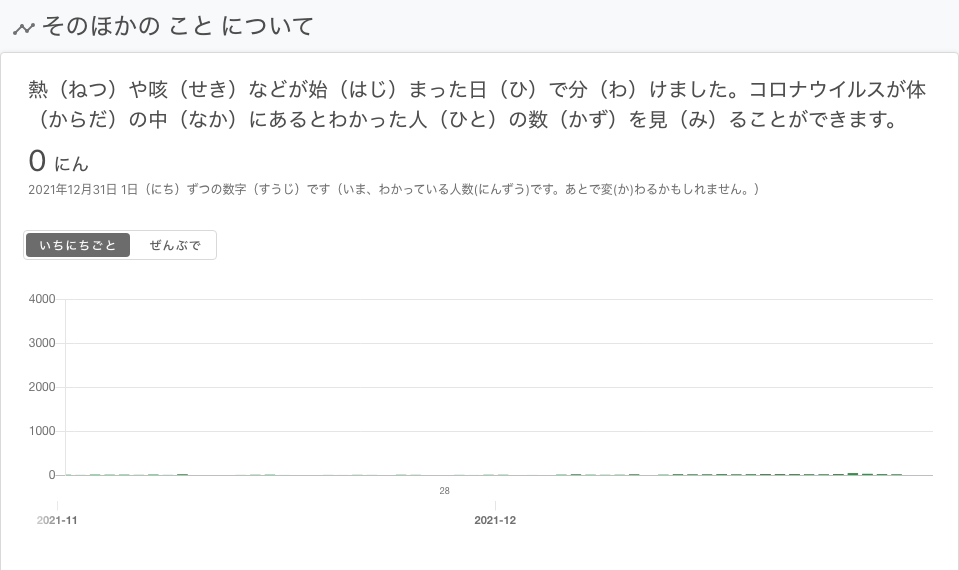 そのほかの こと について
熱（ねつ）や咳（せき）などが始（はじ）まった日（ひ）で分（わ）けました。コロナウイルスが体
（からだ）の中（なか）にあるとわかった人（ひと）の数（かず）を見（み）ることができます。
0 にん
2021年12月31日 1日（にち）ずつの数字（すうじ）です（いま、わかっている人数(にんずう)です。あとで変(か)わるかもしれません。）
いちにちごと ぜんぶで
4000
3000
2000
1000
0
28
2021-11 2021-12